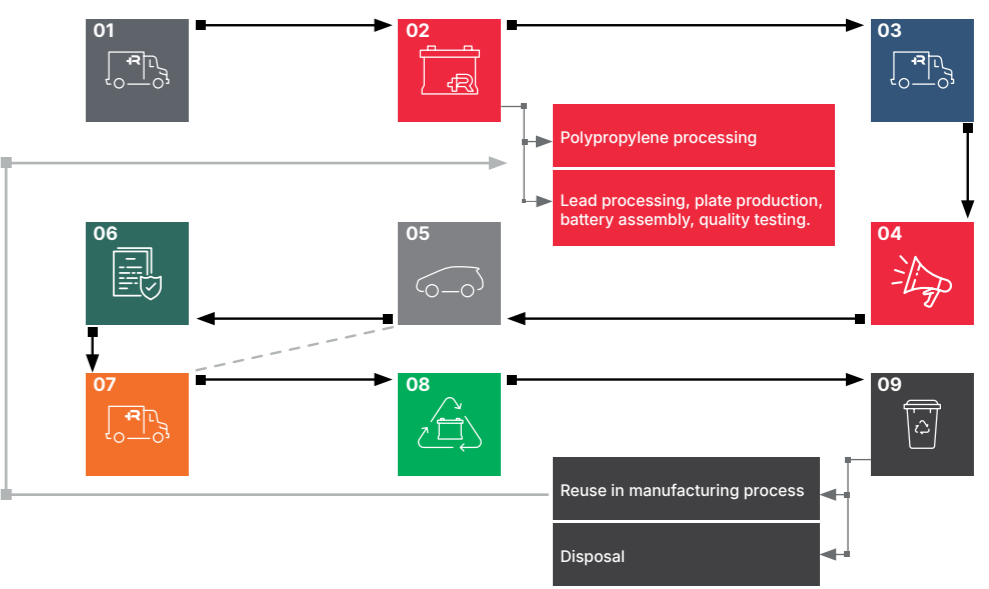 01
02
03
Polypropylene processing
Lead processing, plate production,
battery assembly, quality testing.
06
05
04
07
08
09
Reuse in manufacturing process
Disposal